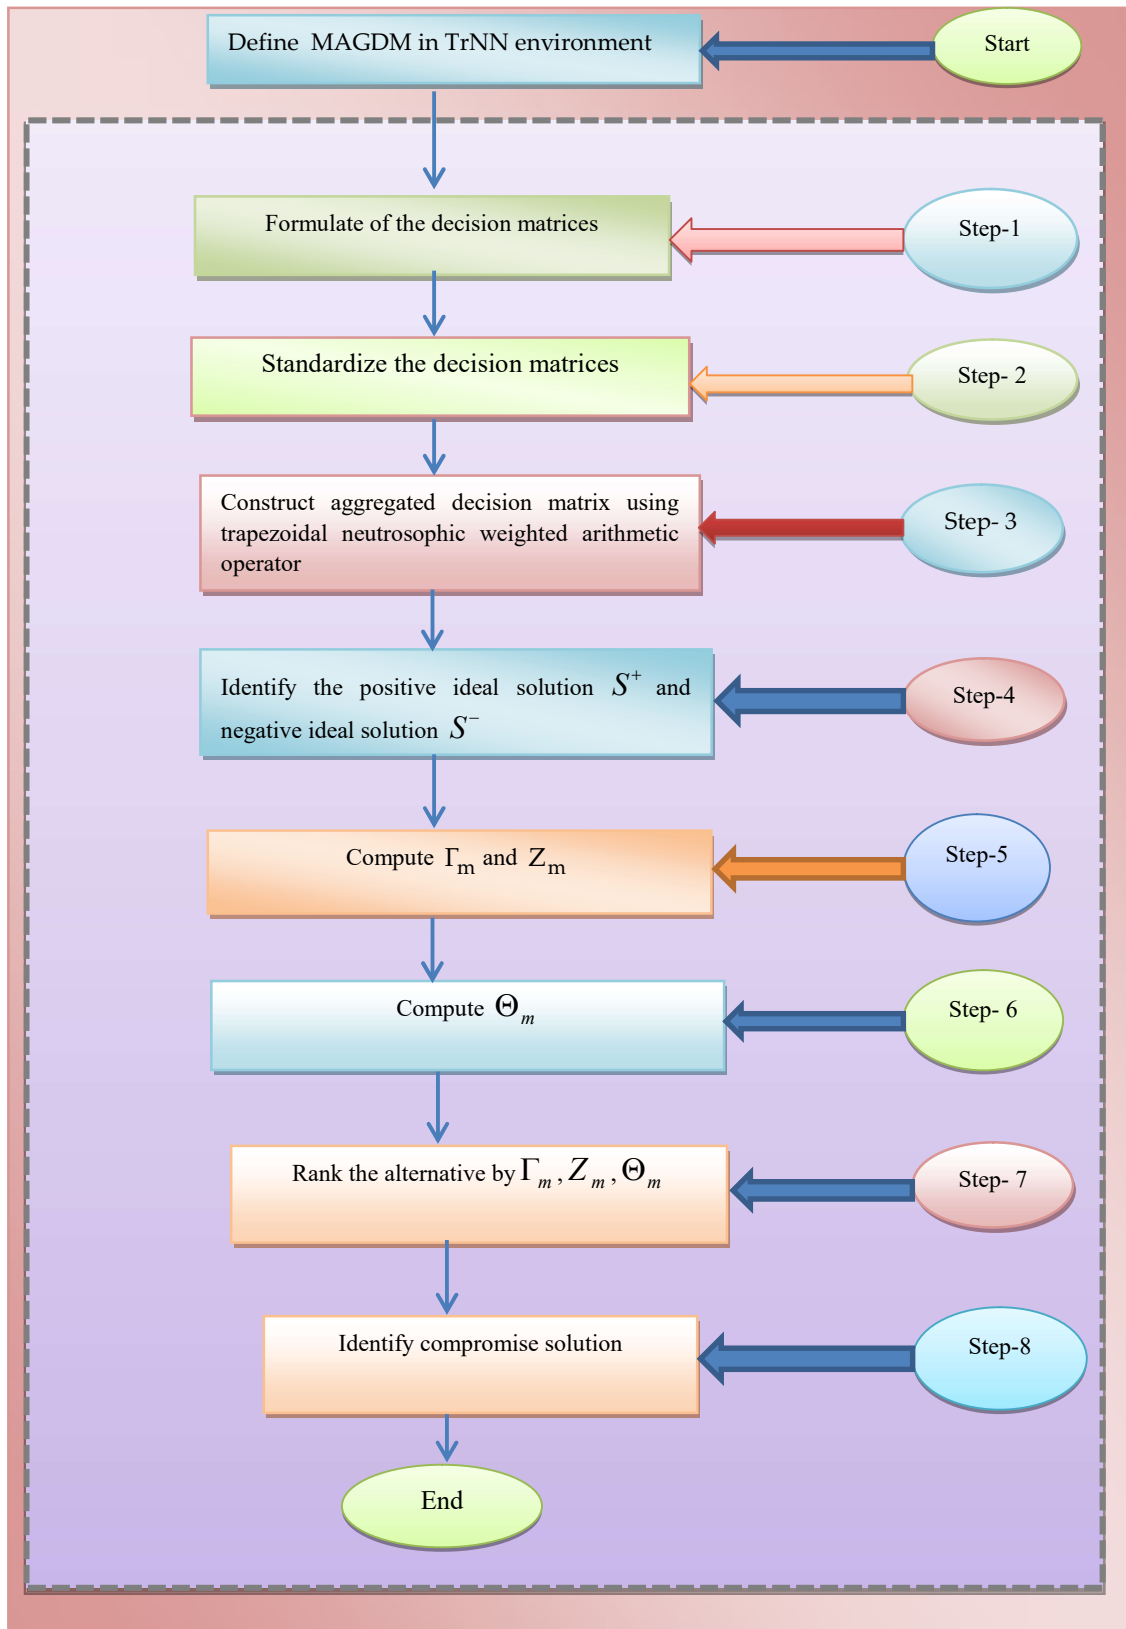 Define MAGDM in TrNN environment
Start
Formulate of the decision matrices
Step-1
Standardize the decision matrices
Step- 2
Construct aggregated decision matrix using
trapezoidal neutrosophic weighted arithmetic
operator
Step- 3
Identify the positive ideal solution S⁺ and
negative ideal solution S⁻
Step-4
Compute Γₘ and Zₘ
Step-5
Compute Θₘ
Step- 6
Rank the alternative by Γₘ, Zₘ, Θₘ
Step- 7
Identify compromise solution
Step-8
End